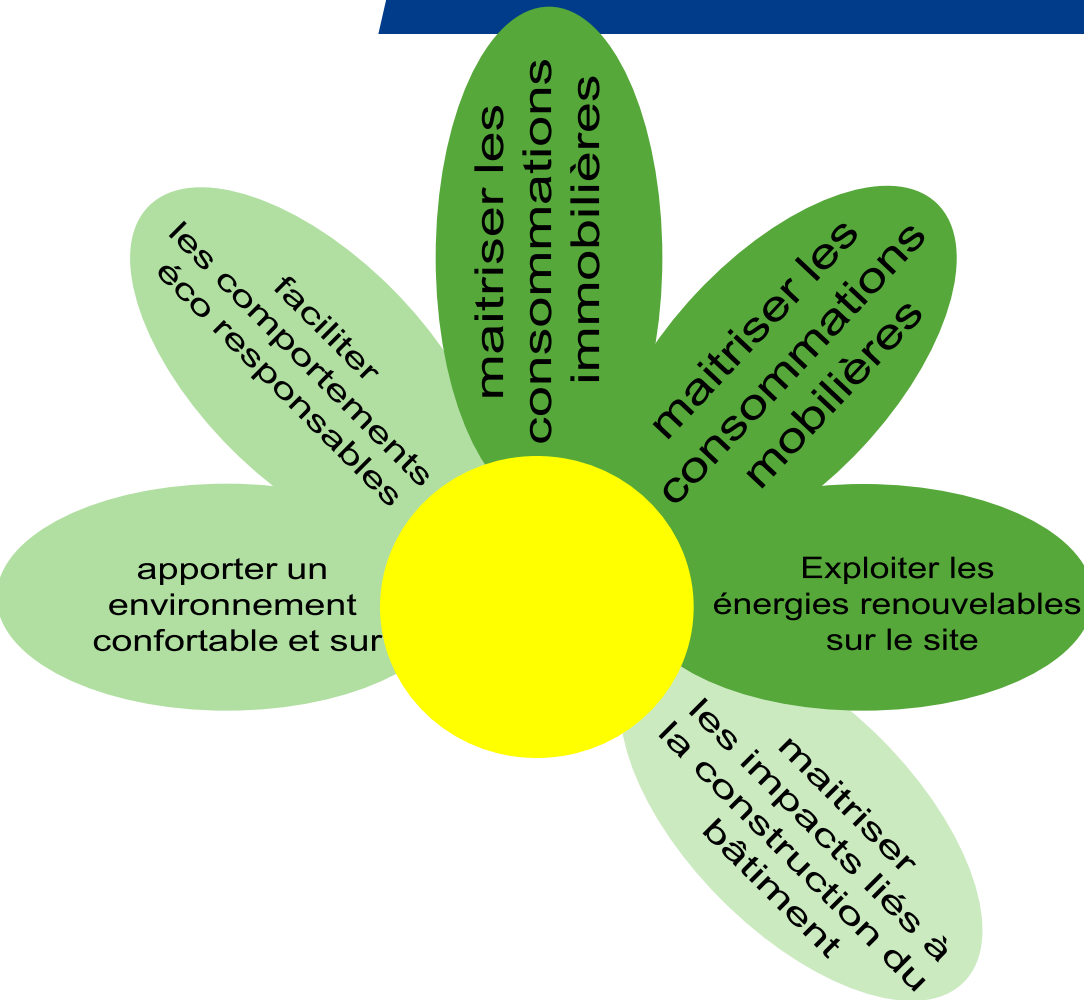 maitriser les
consommations
immobilières
maitriser les
consommations
mobilières
Exploiter les
énergies renouvelables
sur le site
maitriser
les impacts liés à
la construction du
bâtiment
apporter un
environnement
confortable et sur
faciliter
les comportements
éco responsables